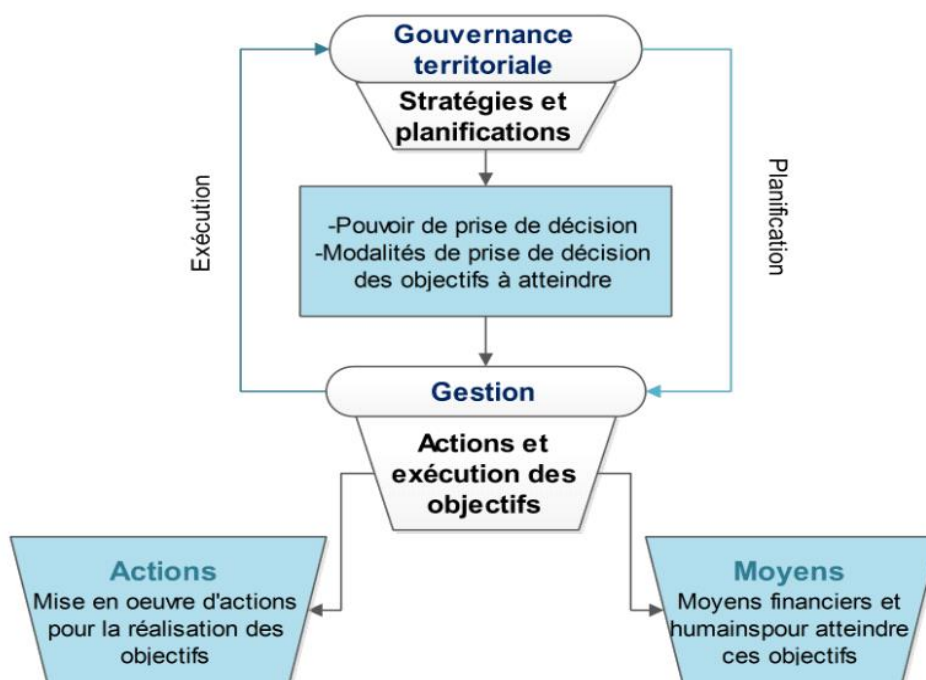 Gouvernance
territoriale
Stratégies et
planifications
Exécution
Planification
-Pouvoir de prise de décision
-Modalités de prise de décision
des objectifs à atteindre
Gestion
Actions et
exécution des
objectifs
Actions
Mise en oeuvre d'actions
pour la réalisation des
objectifs
Moyens
Moyens financiers et
humainspour atteindre
ces objectifs